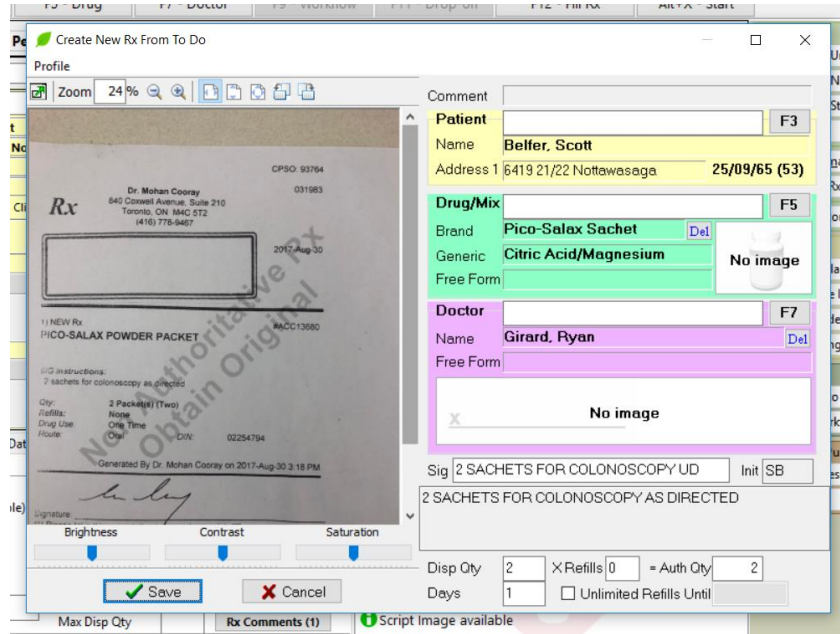 F5 - Drug F7 - Doctor F9 - Workflow F11 - Drop-off F12 - Fill Rx Alt+X - Start
Create New Rx From To Do
Profile
Zoom 24 %
CPSO: 93764
031983
Rx
Dr. Mohan Cooray
840 Coxwell Avenue, Suite 210
Toronto, ON M4C 5T2
(416) 778-9467
2017-Aug-30
1) NEW Rx
#ACC13680
PICO-SALAX POWDER PACKET
SIG Instructions:
2 sachets for colonoscopy as directed
Qty: 2 Packet(s) (Two)
Refills: None
Drug Use: One Time
Route: Oral DIN: 02254794
Generated By Dr. Mohan Cooray on 2017-Aug-30 3:18 PM
Signature
Not Authoritative Rx
Obtain Original
Brightness Contrast Saturation
Save Cancel
Comment
Patient F3
Name Belfer, Scott
Address 1 6419 21/22 Nottawasaga 25/09/65 (53)
Drug/Mix F5
Brand Pico-Salax Sachet Del
Generic Citric Acid/Magnesium
No image
Free Form
Doctor F7
Name Girard, Ryan Del
Free Form
X No image
Sig 2 SACHETS FOR COLONOSCOPY UD Init SB
2 SACHETS FOR COLONOSCOPY AS DIRECTED
Disp Qty 2 X Refills 0 = Auth Qty 2
Days 1 Unlimited Refills Until
Max Disp Qty Rx Comments (1) Script Image available